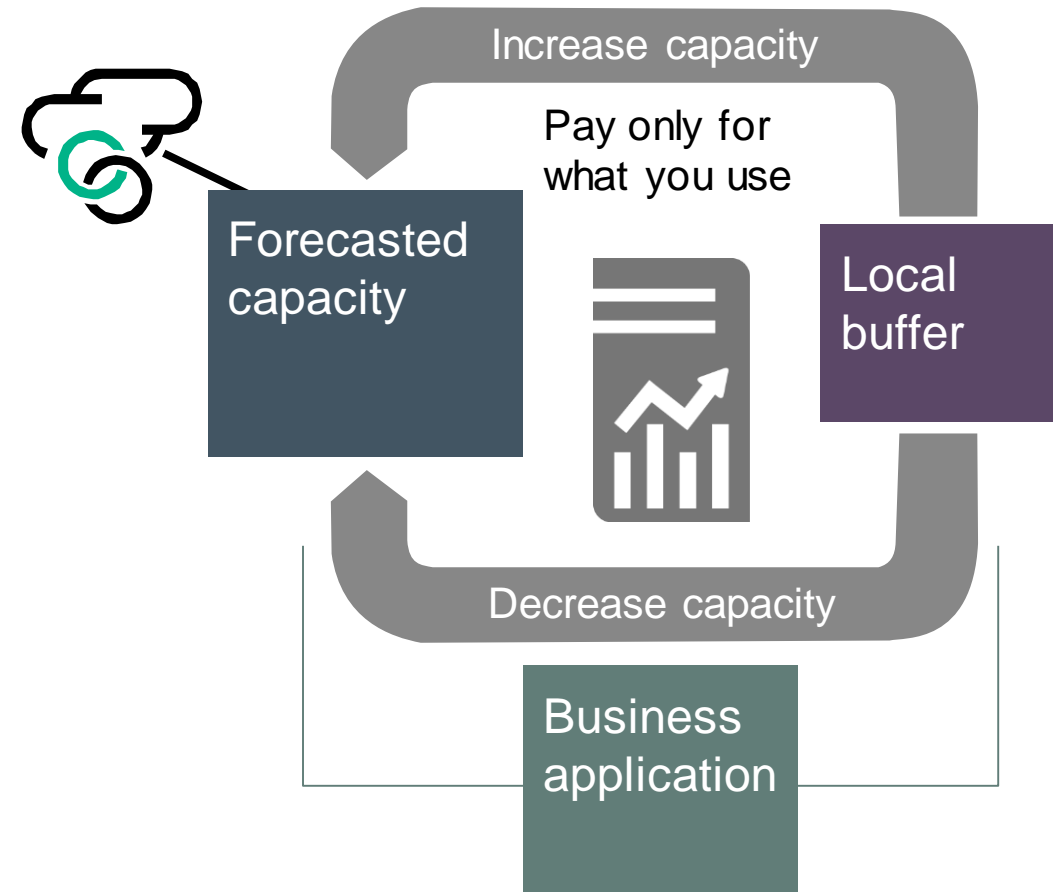 Increase capacity
Pay only for
what you use
Forecasted
capacity
Local
buffer
Decrease capacity
Business
application